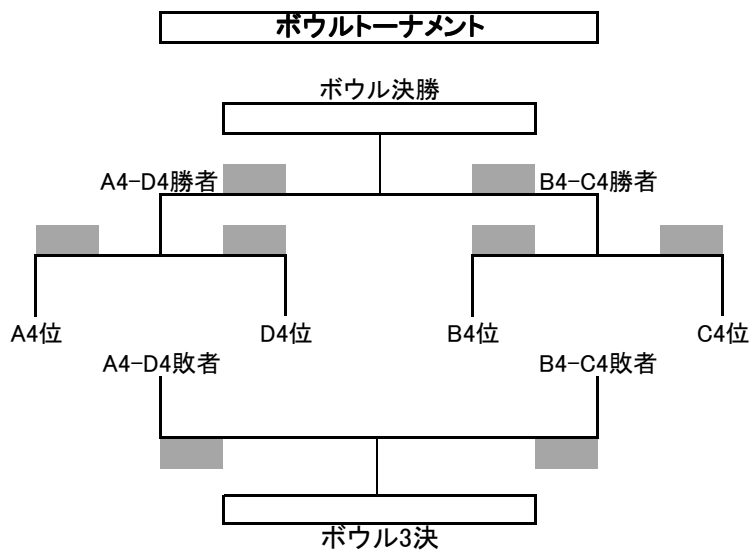 ボウルトーナメント
ボウル決勝
A4-D4勝者
B4-C4勝者
A4位
D4位
B4位
C4位
A4-D4敗者
B4-C4敗者
ボウル3決